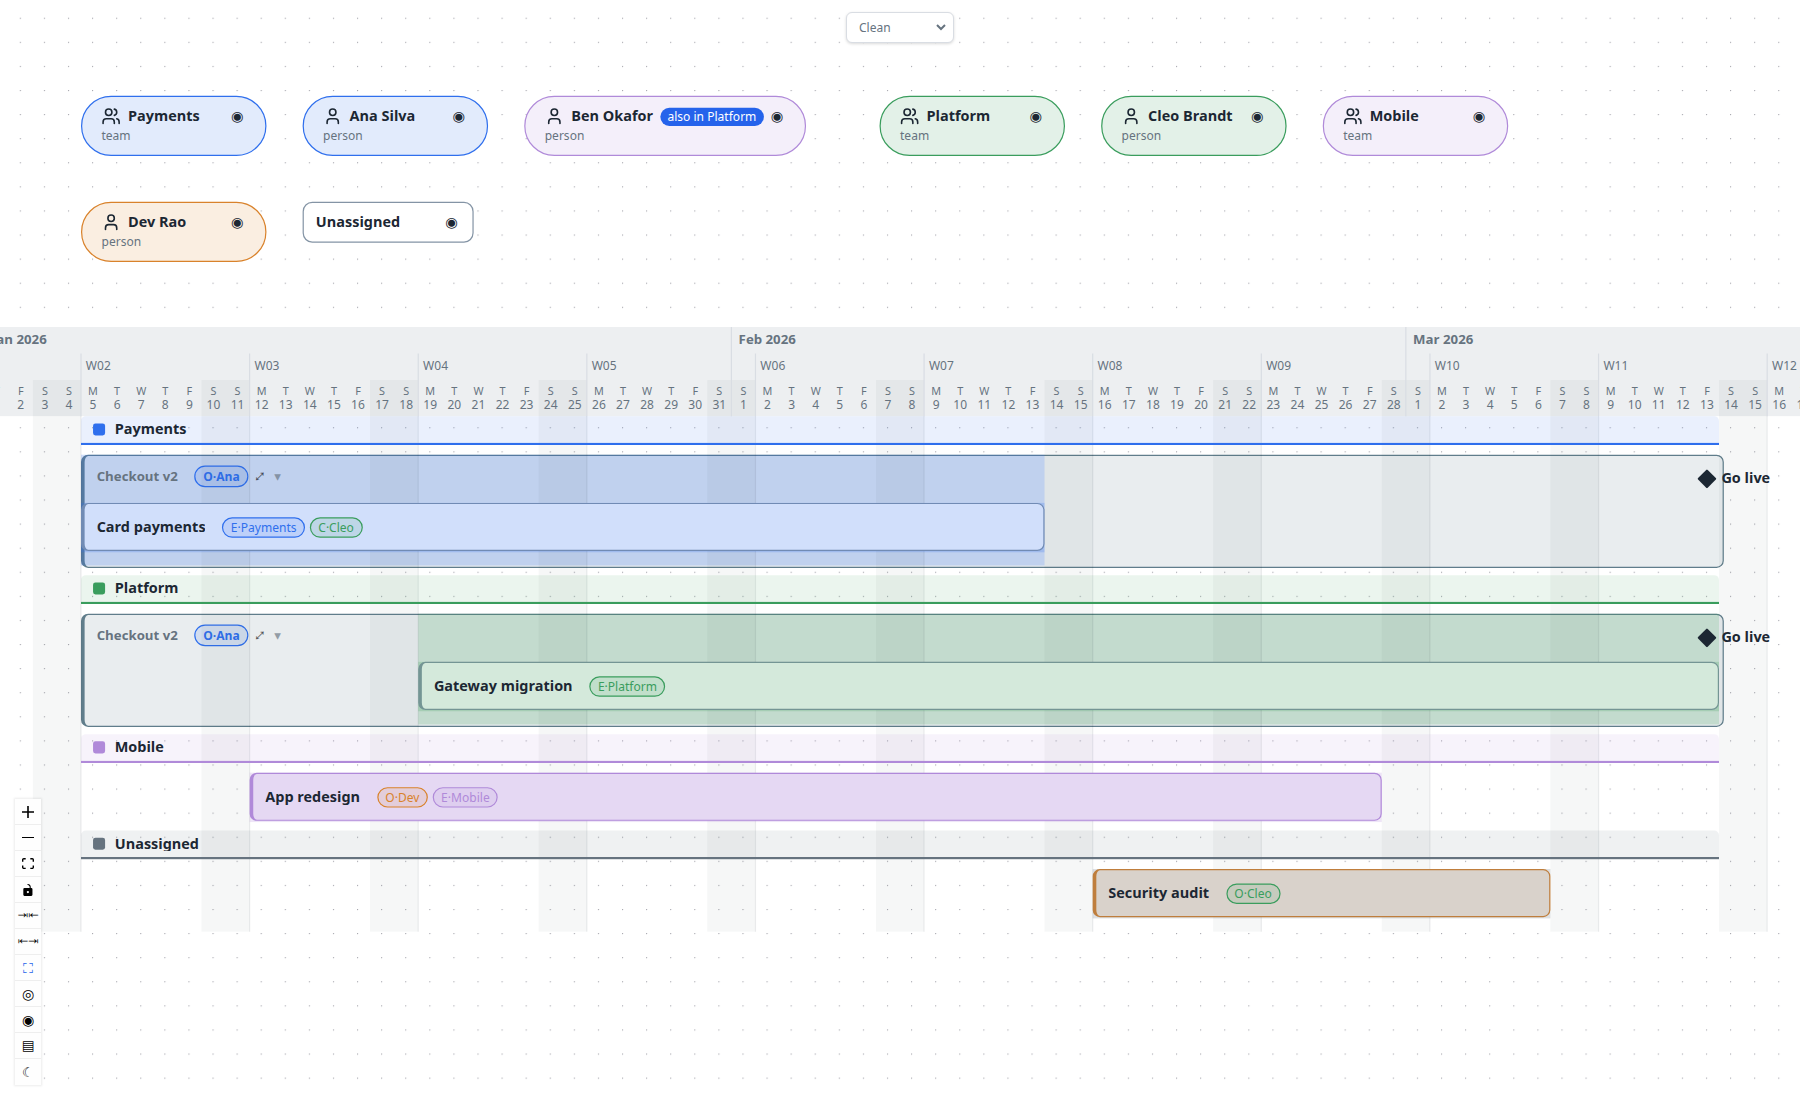 Clean
Payments
team
Ana Silva
person
Ben Okafor also in Platform
person
Platform
team
Cleo Brandt
person
Mobile
team
Dev Rao
person
Unassigned
an 2026 Feb 2026 Mar 2026
W02 W03 W04 W05 W06 W07 W08 W09 W10 W11 W12
F S S M T W T F S S M T W T F S S M T W T F S S M T W T F S S M T W T F S S M T W T F S S M T W T F S S M T W T F S S M T W T F S S M T W T F S S M
2 3 4 5 6 7 8 9 10 11 12 13 14 15 16 17 18 19 20 21 22 23 24 25 26 27 28 29 30 31 1 2 3 4 5 6 7 8 9 10 11 12 13 14 15 16 17 18 19 20 21 22 23 24 25 26 27 28 1 2 3 4 5 6 7 8 9 10 11 12 13 14 15 16
Payments
Checkout v2 O·Ana Go live
Card payments E·Payments C·Cleo
Platform
Checkout v2 O·Ana Go live
Gateway migration E·Platform
Mobile
App redesign O·Dev E·Mobile
Unassigned
Security audit O·Cleo